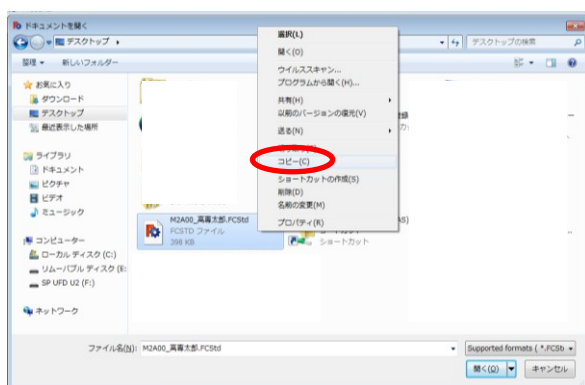 ドキュメントを開く
デスクトップ
デスクトップの検索
整理 新しいフォルダー
お気に入り
ダウンロード
デスクトップ
最近表示した場所
ライブラリ
ドキュメント
ピクチャ
ビデオ
ミュージック
コンピューター
ローカル ディスク (C:)
リムーバブル ディスク (E:
SP UFD U2 (F:)
ネットワーク
選択(L)
開く(O)
ウイルススキャン...
プログラムから開く(H)...
共有(H)
以前のバージョンの復元(V)
送る(N)
コピー(C)
ショートカットの作成(S)
削除(D)
名前の変更(M)
プロパティ(R)
M2A00_高専太郎.FCStd
FCSTD ファイル
398 KB
ショートカット
ファイル名(N): M2A00_高専太郎.FCStd
Supported formats ( *.FCSb
開く(O) キャンセル